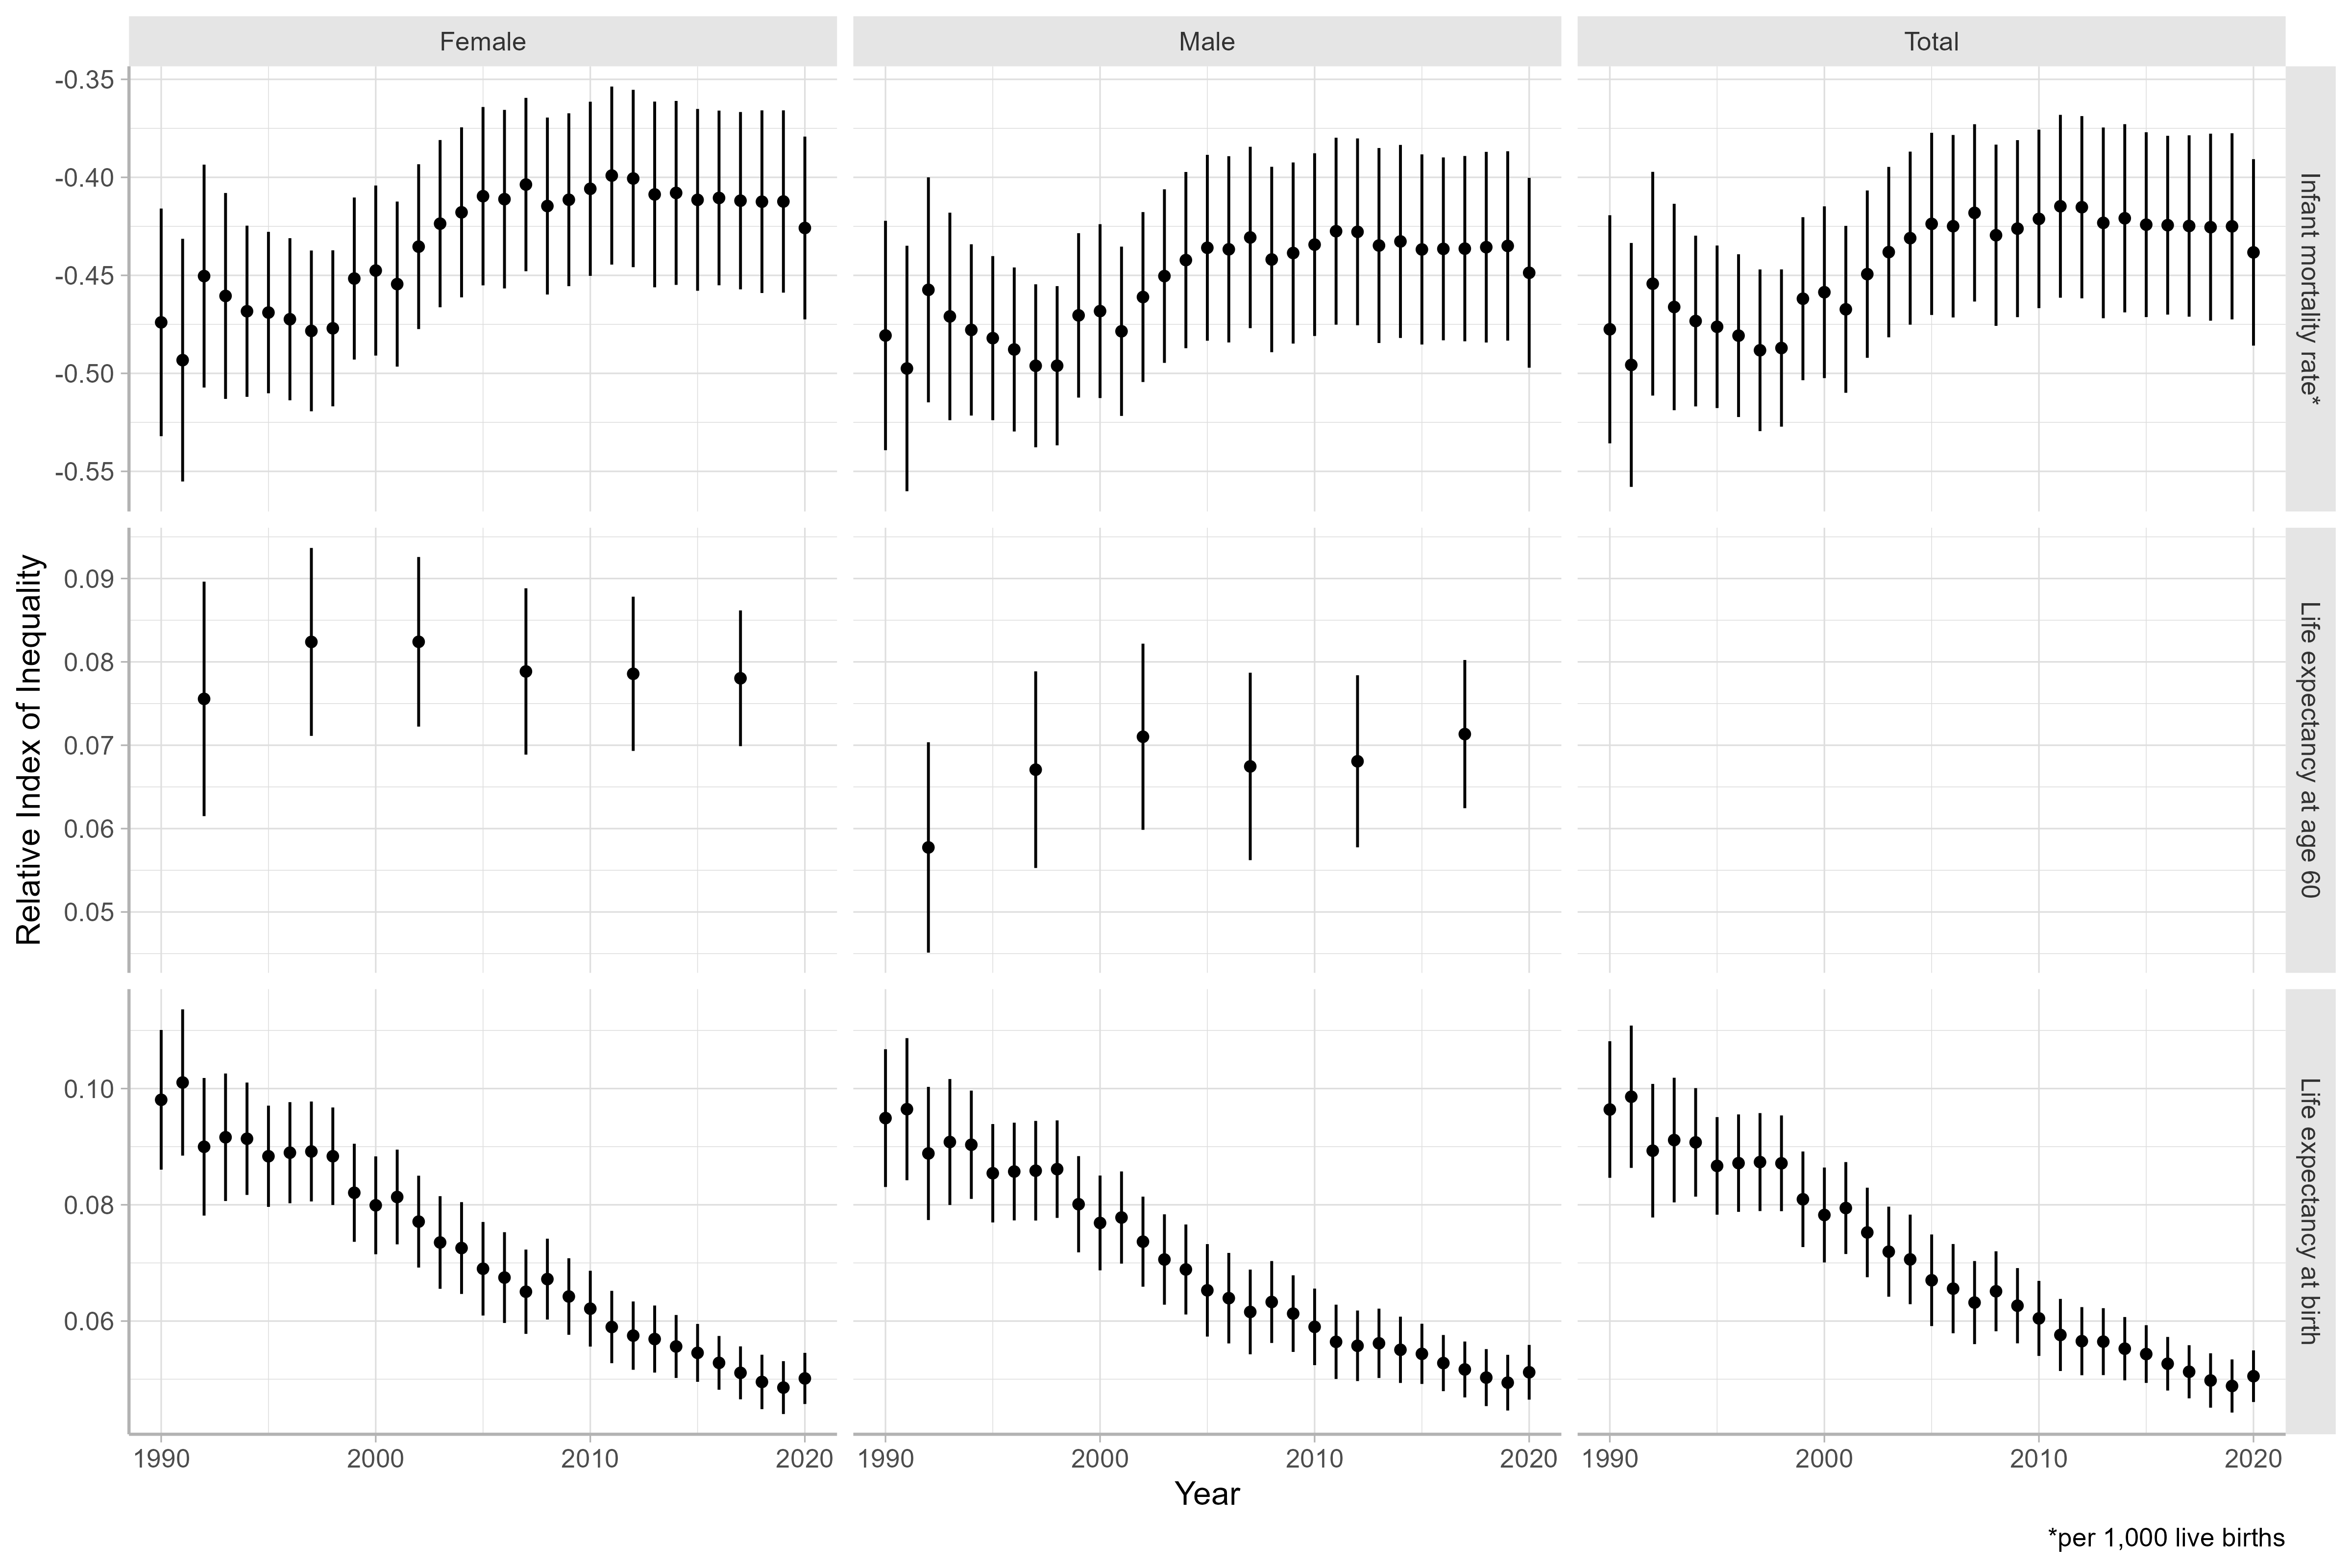 Female Male Total
-0.35
-0.40
-0.45
-0.50
-0.55
Infant mortality rate*
Relative Index of Inequality
0.09
0.08
0.07
0.06
0.05
Life expectancy at age 60
0.10
0.08
0.06
Life expectancy at birth
1990 2000 2010 2020 1990 2000 2010 2020 1990 2000 2010 2020
Year
*per 1,000 live births